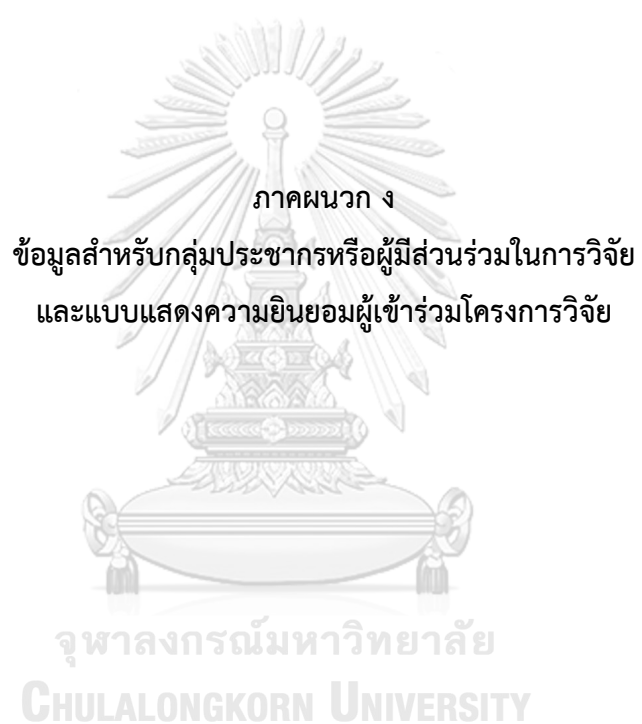 ภาคผนวก ง
ข้อมูลสำหรับกลุ่มประชากรหรือผู้มีส่วนร่วมในการวิจัย
และแบบแสดงความยินยอมผู้เข้าร่วมโครงการวิจัย
จุฬาลงกรณ์มหาวิทยาลัย
CHULALONGKORN UNIVERSITY